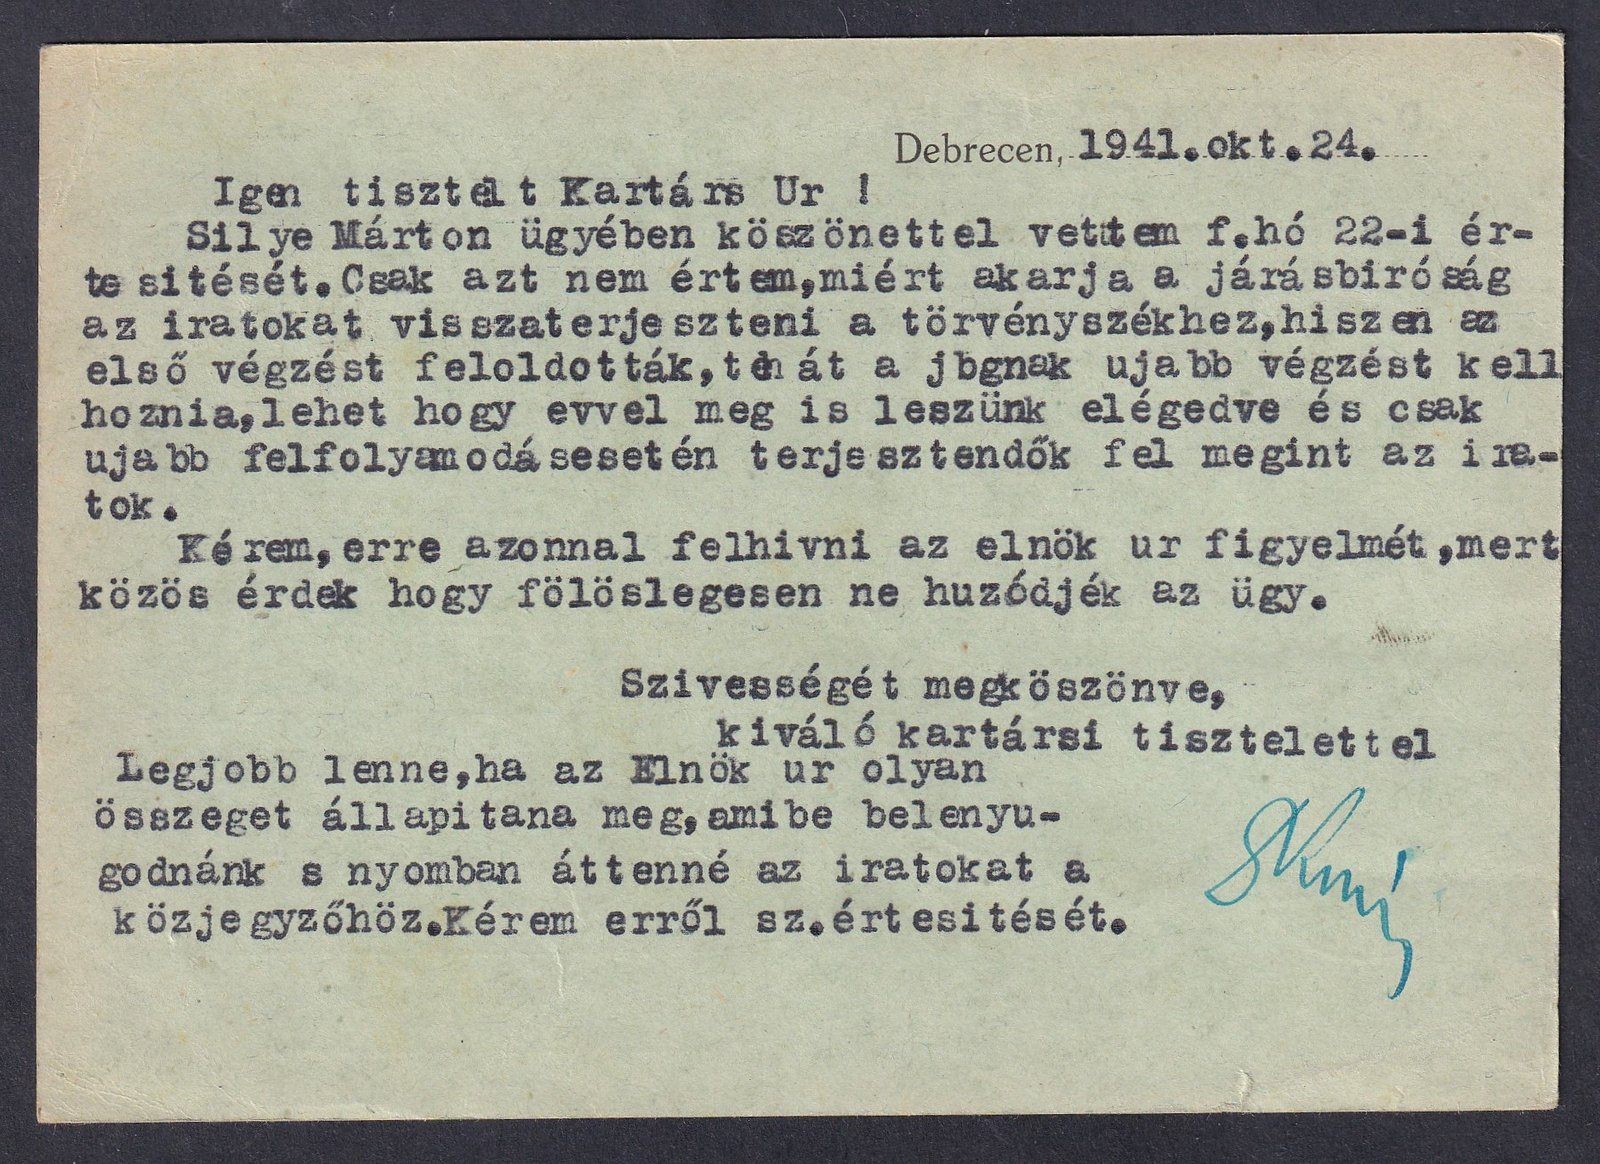 Debrecen, 1941.okt.24.
Igen tisztelt Kartárs Ur !
Silye Márton ügyében köszönettel vettem f.hó 22-i ér-
tesitését.Csak azt nem értem,miért akarja a járásbiróság
az iratokat visszaterjeszteni a törvényszékhez,hiszen az
első végzést feloldották,tehát a jbgnak ujabb végzést kell
hoznia,lehet hogy evvel meg is leszünk elégedve és csak
ujabb felfolyamodásesetén terjesztendők fel megint az ira-
tok.
Kérem,erre azonnal felhivni az elnök ur figyelmét,mert
közös érdek hogy fölöslegesen ne huzódjék az ügy.
Szivességét megköszönve,
kiváló kartársi tisztelettel
Legjobb lenne,ha az Elnök ur olyan
összeget állapitana meg,amibe belenyu-
godnánk s nyomban áttenné az iratokat a
közjegyzőhöz.Kérem erről sz.értesitését.